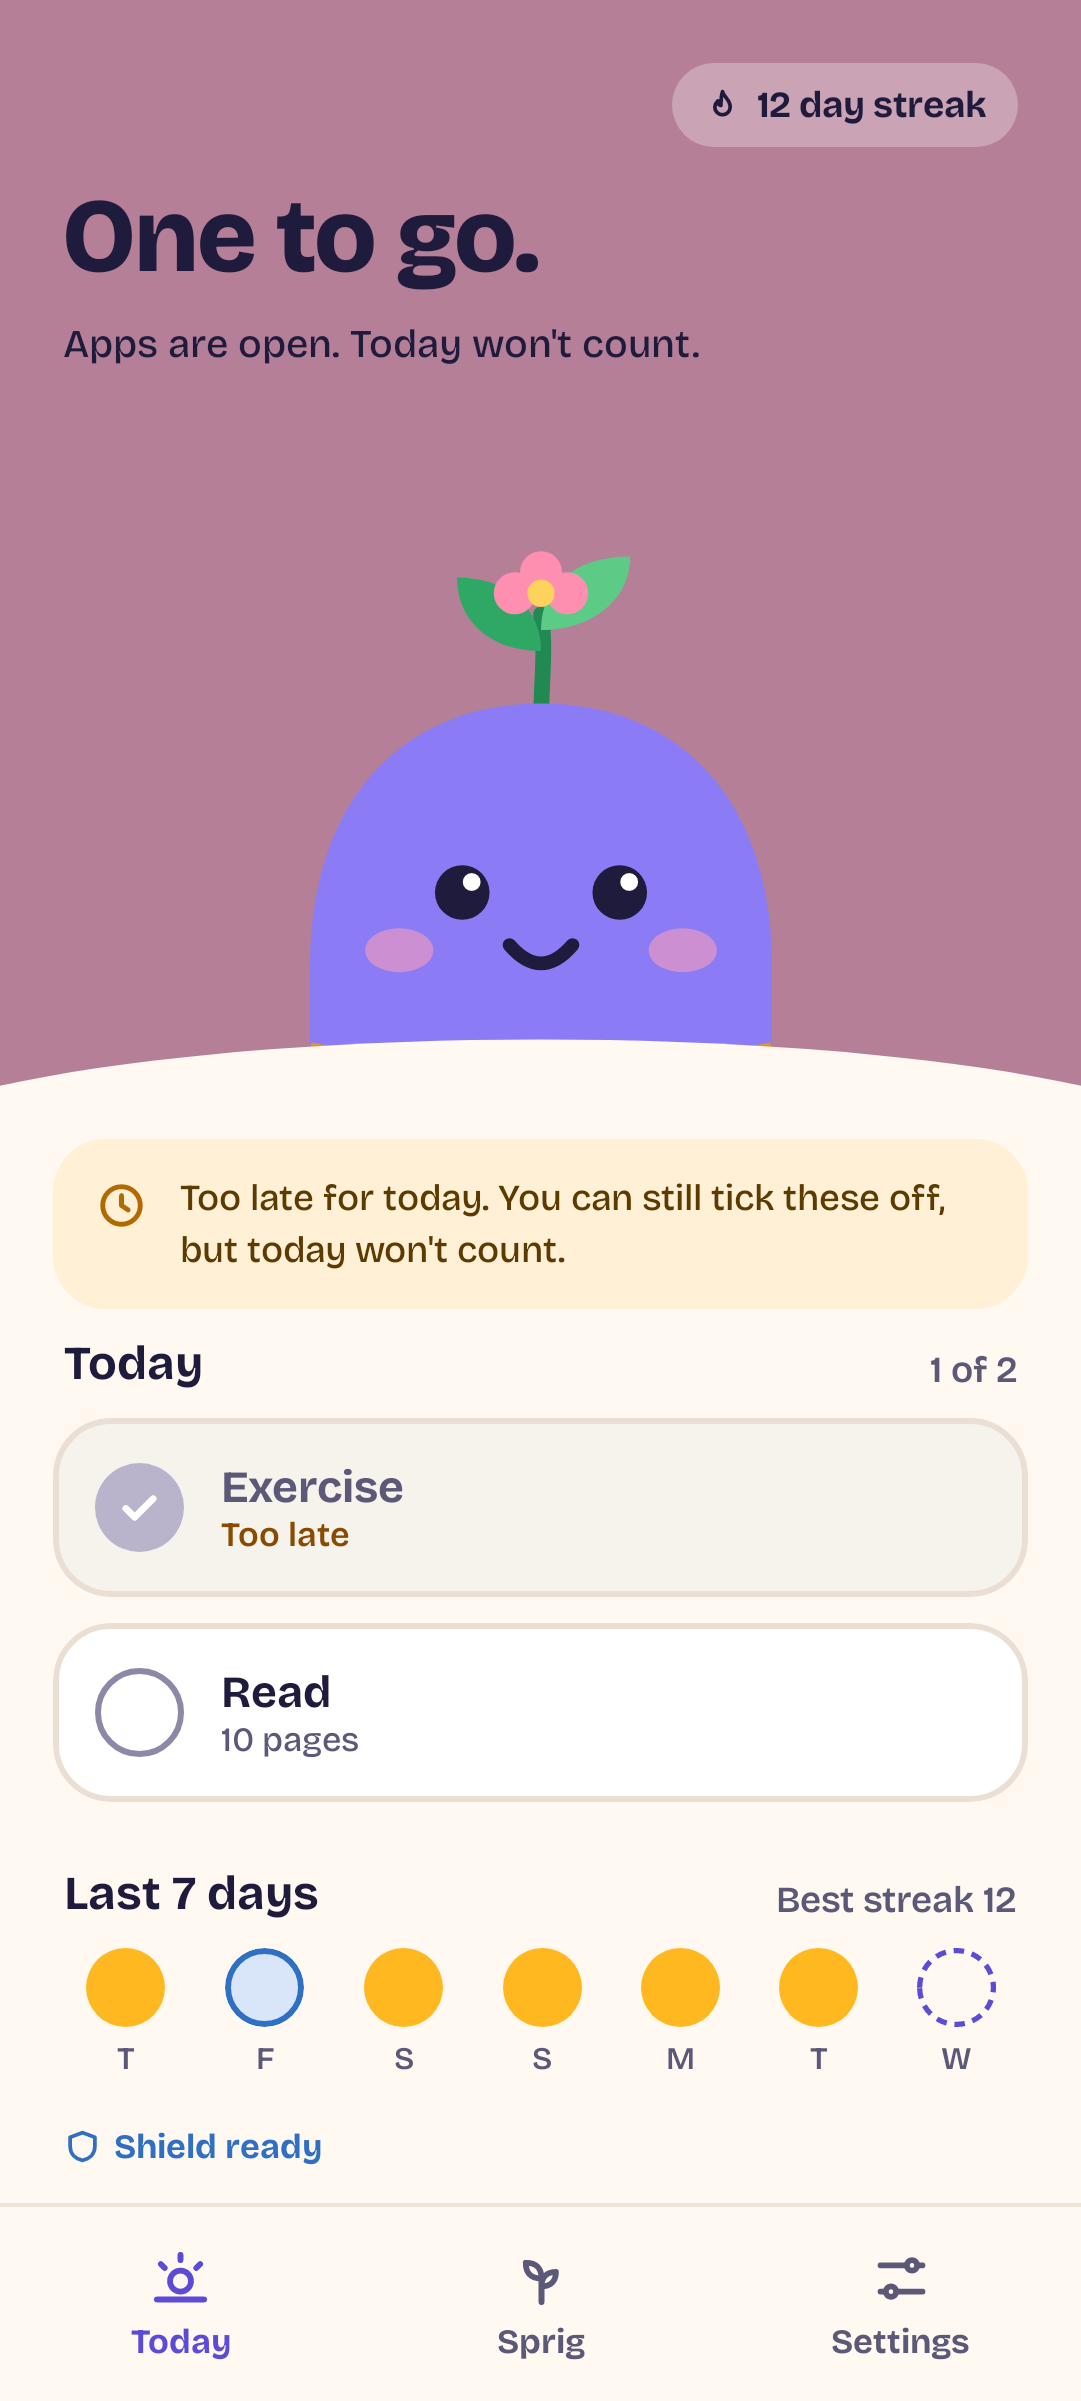 12 day streak
One to go.
Apps are open. Today won't count.
Too late for today. You can still tick these off,
but today won't count.
Today
1 of 2
Exercise
Too late
Read
10 pages
Last 7 days
Best streak 12
T F S S M T W
Shield ready
Today Sprig Settings